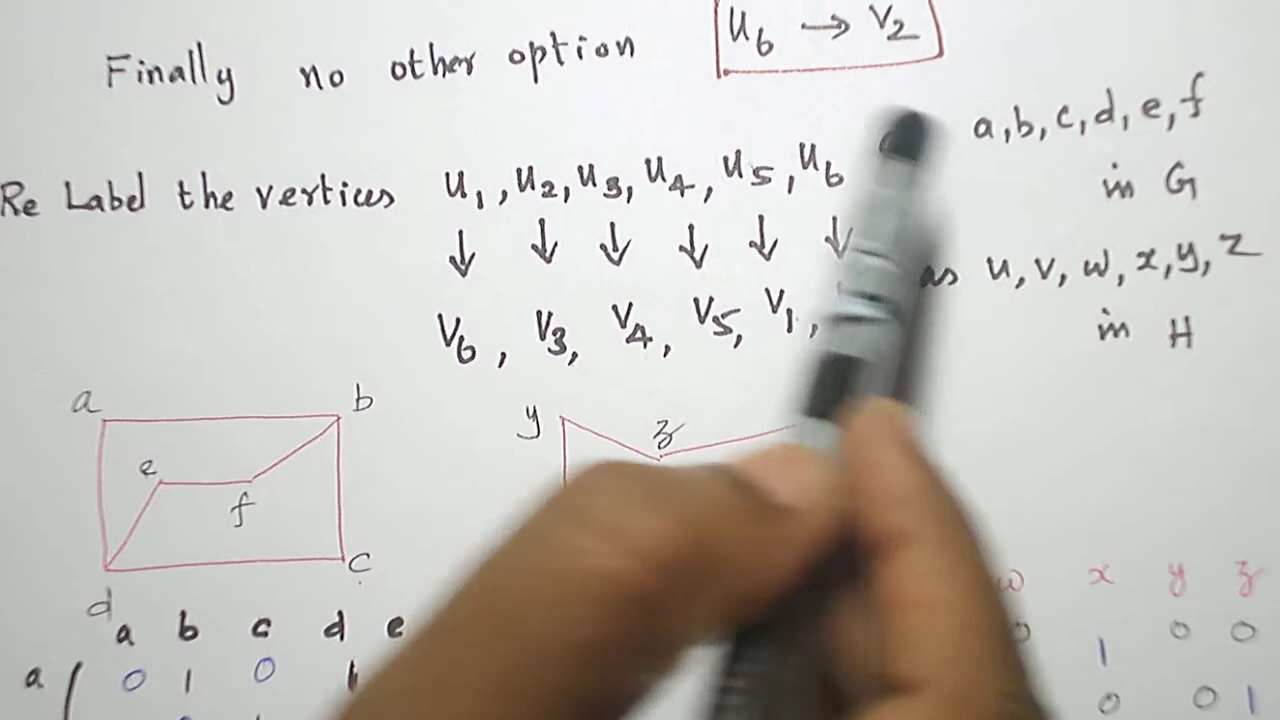 Finally no other option u6 → v2
Re Label the vertices u1, u2, u3, u4, u5, u6 a, b, c, d, e, f
in G
↓ ↓ ↓ ↓ ↓ ↓
as u, v, w, x, y, z
V6, V3, V4, V5, V1,
in H
a b
y z
e
f
c
d
w x y z
a b c d e
0 0
a 0 1 0 1
1
0 0 1